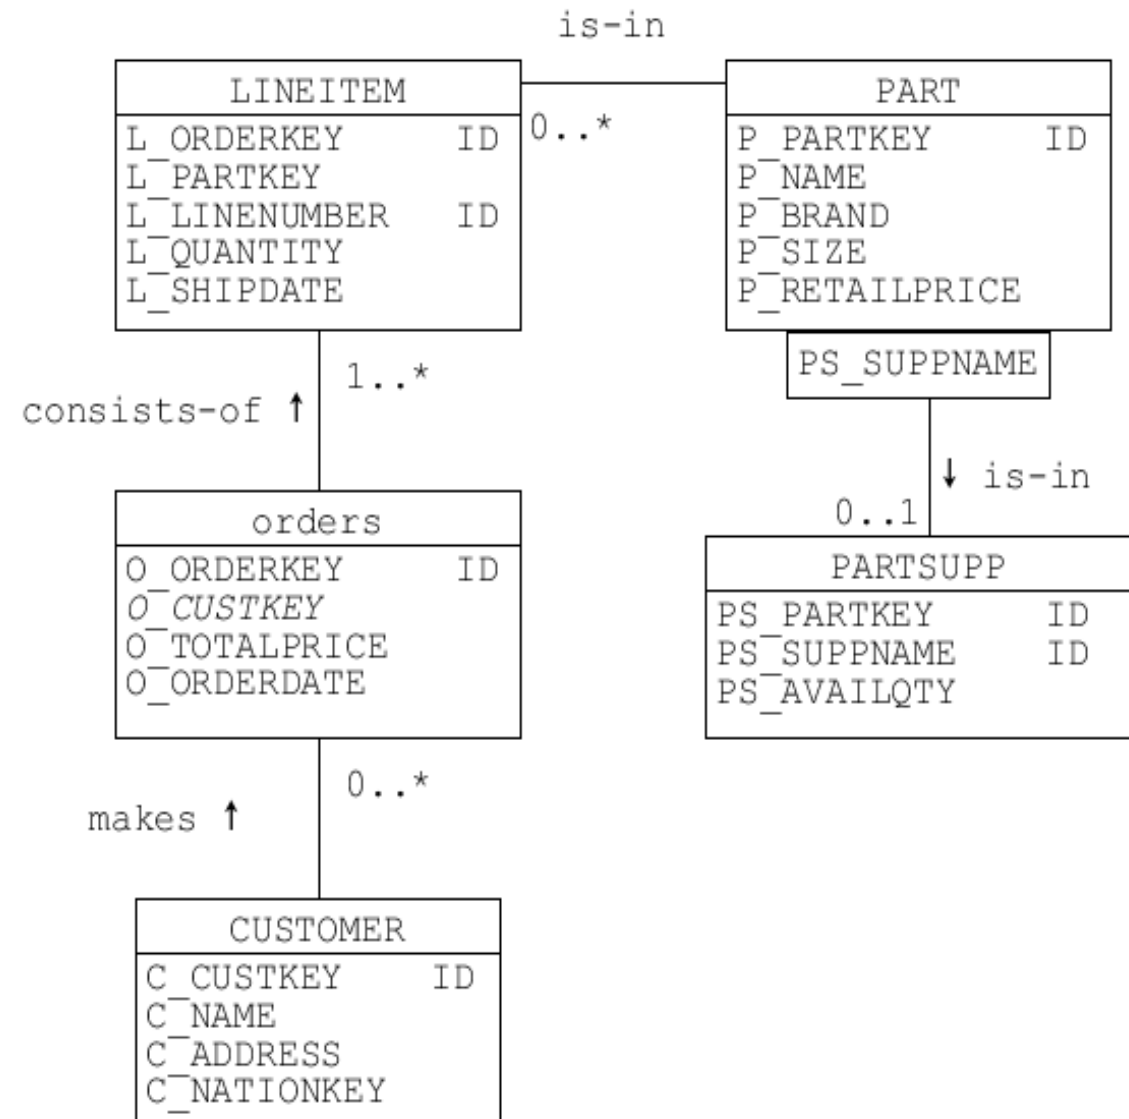 is-in
LINEITEM
L_ORDERKEY ID
L_PARTKEY
L_LINENUMBER ID
L_QUANTITY
L_SHIPDATE
0..*
PART
P_PARTKEY ID
P_NAME
P_BRAND
P_SIZE
P_RETAILPRICE
PS_SUPPNAME
1..*
consists-of ↑
↓ is-in
0..1
orders
O_ORDERKEY ID
O_CUSTKEY
O_TOTALPRICE
O_ORDERDATE
PARTSUPP
PS_PARTKEY ID
PS_SUPPNAME ID
PS_AVAILQTY
0..*
makes ↑
CUSTOMER
C_CUSTKEY ID
C_NAME
C_ADDRESS
C_NATIONKEY